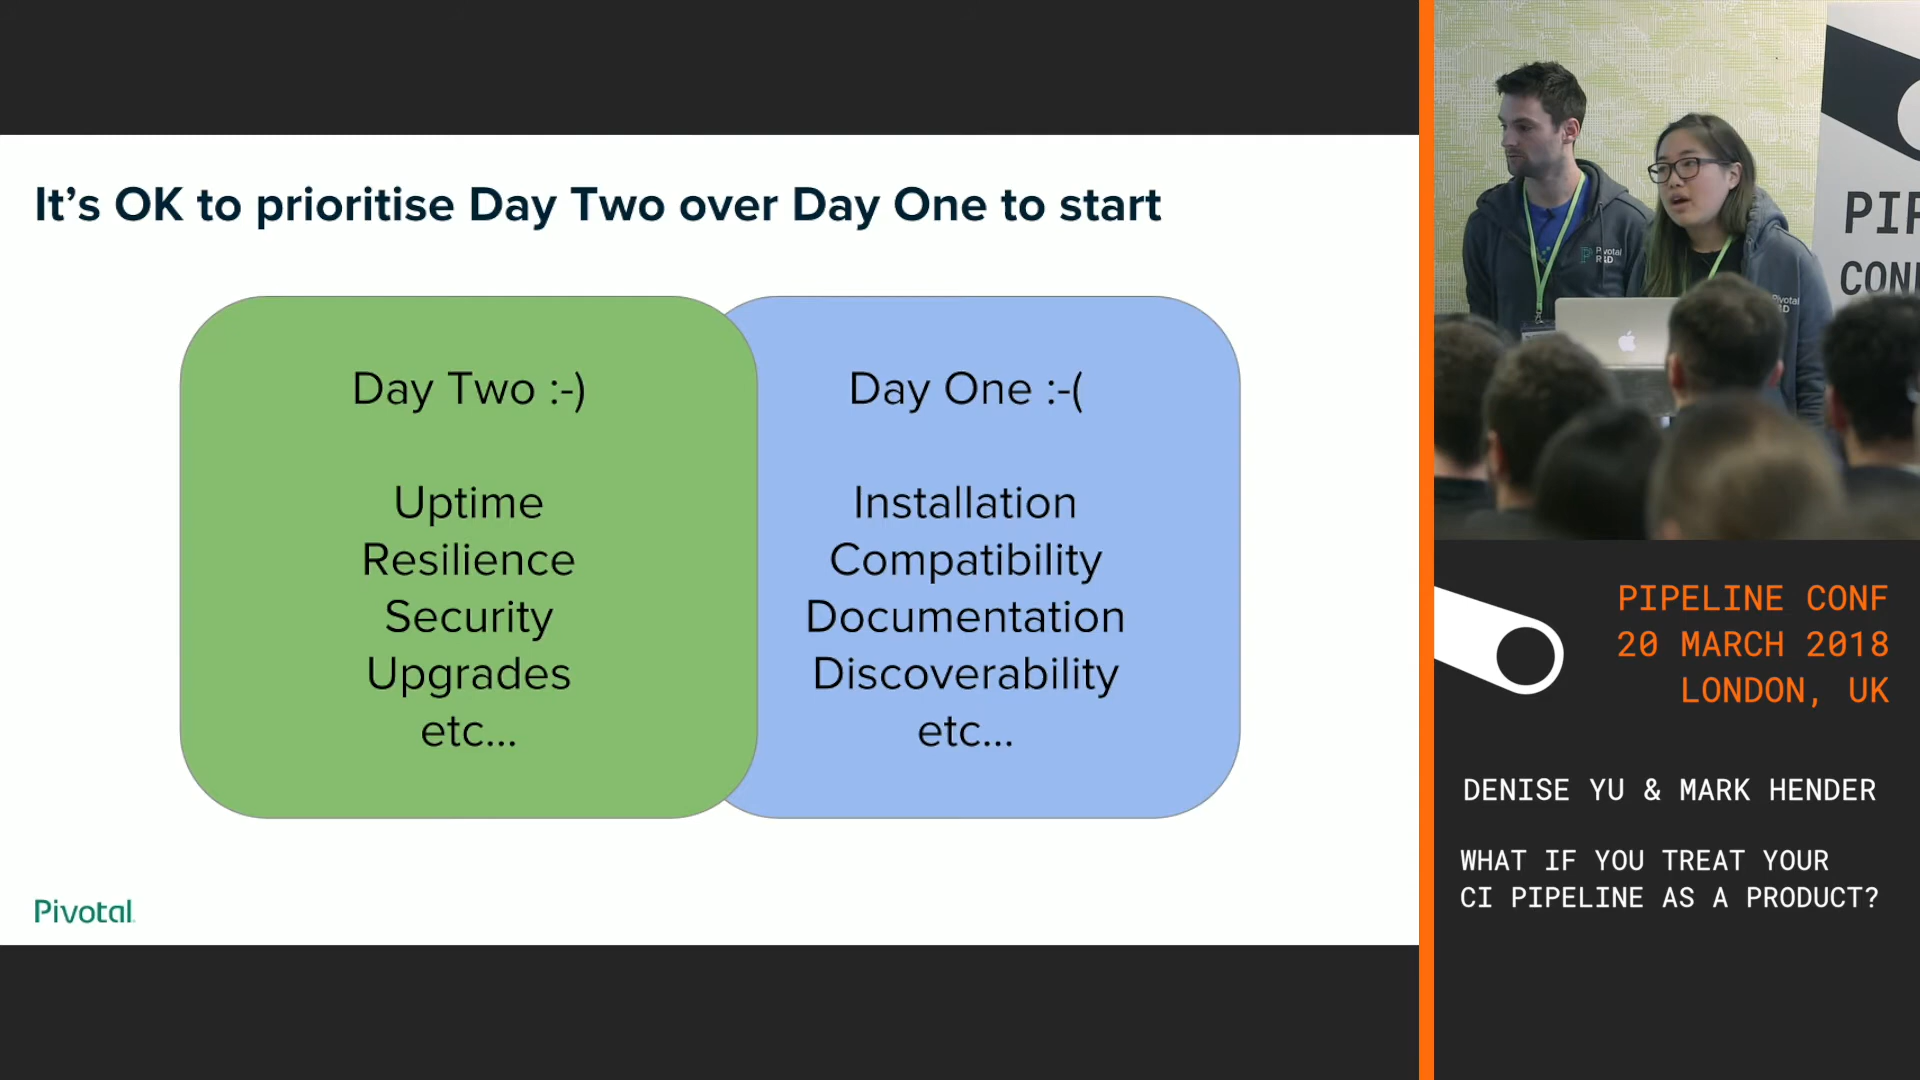 It's OK to prioritise Day Two over Day One to start
Day Two :-)
Uptime
Resilience
Security
Upgrades
etc...
Day One :-(
Installation
Compatibility
Documentation
Discoverability
etc...
Pivotal
Pivotal
R&D
PIPELINE CONF
20 MARCH 2018
LONDON, UK
DENISE YU & MARK HENDER
WHAT IF YOU TREAT YOUR
CI PIPELINE AS A PRODUCT?